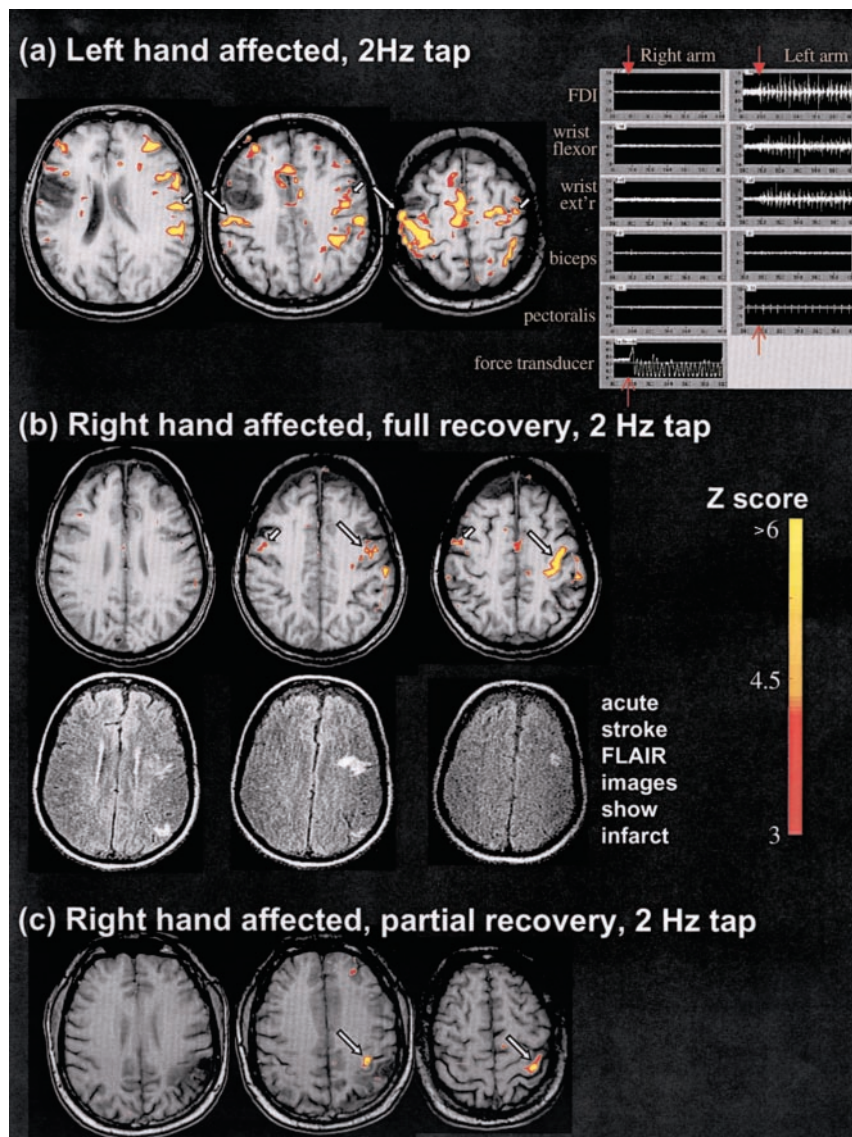 (a) Left hand affected, 2Hz tap
Right arm
Left arm
FDI
wrist
flexor
wrist
ext'r
biceps
pectoralis
force transducer
(b) Right hand affected, full recovery, 2 Hz tap
Z score
>6
4.5
3
acute
stroke
FLAIR
images
show
infarct
(c) Right hand affected, partial recovery, 2 Hz tap